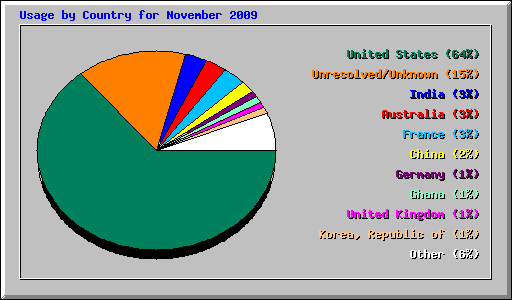 Usage by Country for November 2009
United States (64%)
Unresolved/Unknown (15%)
India (3%)
Australia (3%)
France (3%)
China (2%)
Germany (1%)
Ghana (1%)
United Kingdom (1%)
Korea, Republic of (1%)
Other (6%)